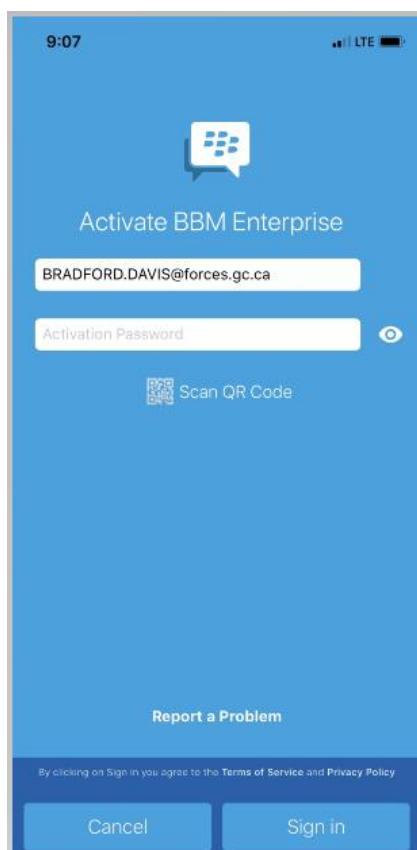 9:07
LTE
Activate BBM Enterprise
BRADFORD.DAVIS@forces.gc.ca
Activation Password
Scan QR Code
Report a Problem
By clicking on Sign in you agree to the Terms of Service and Privacy Policy
Cancel Sign in